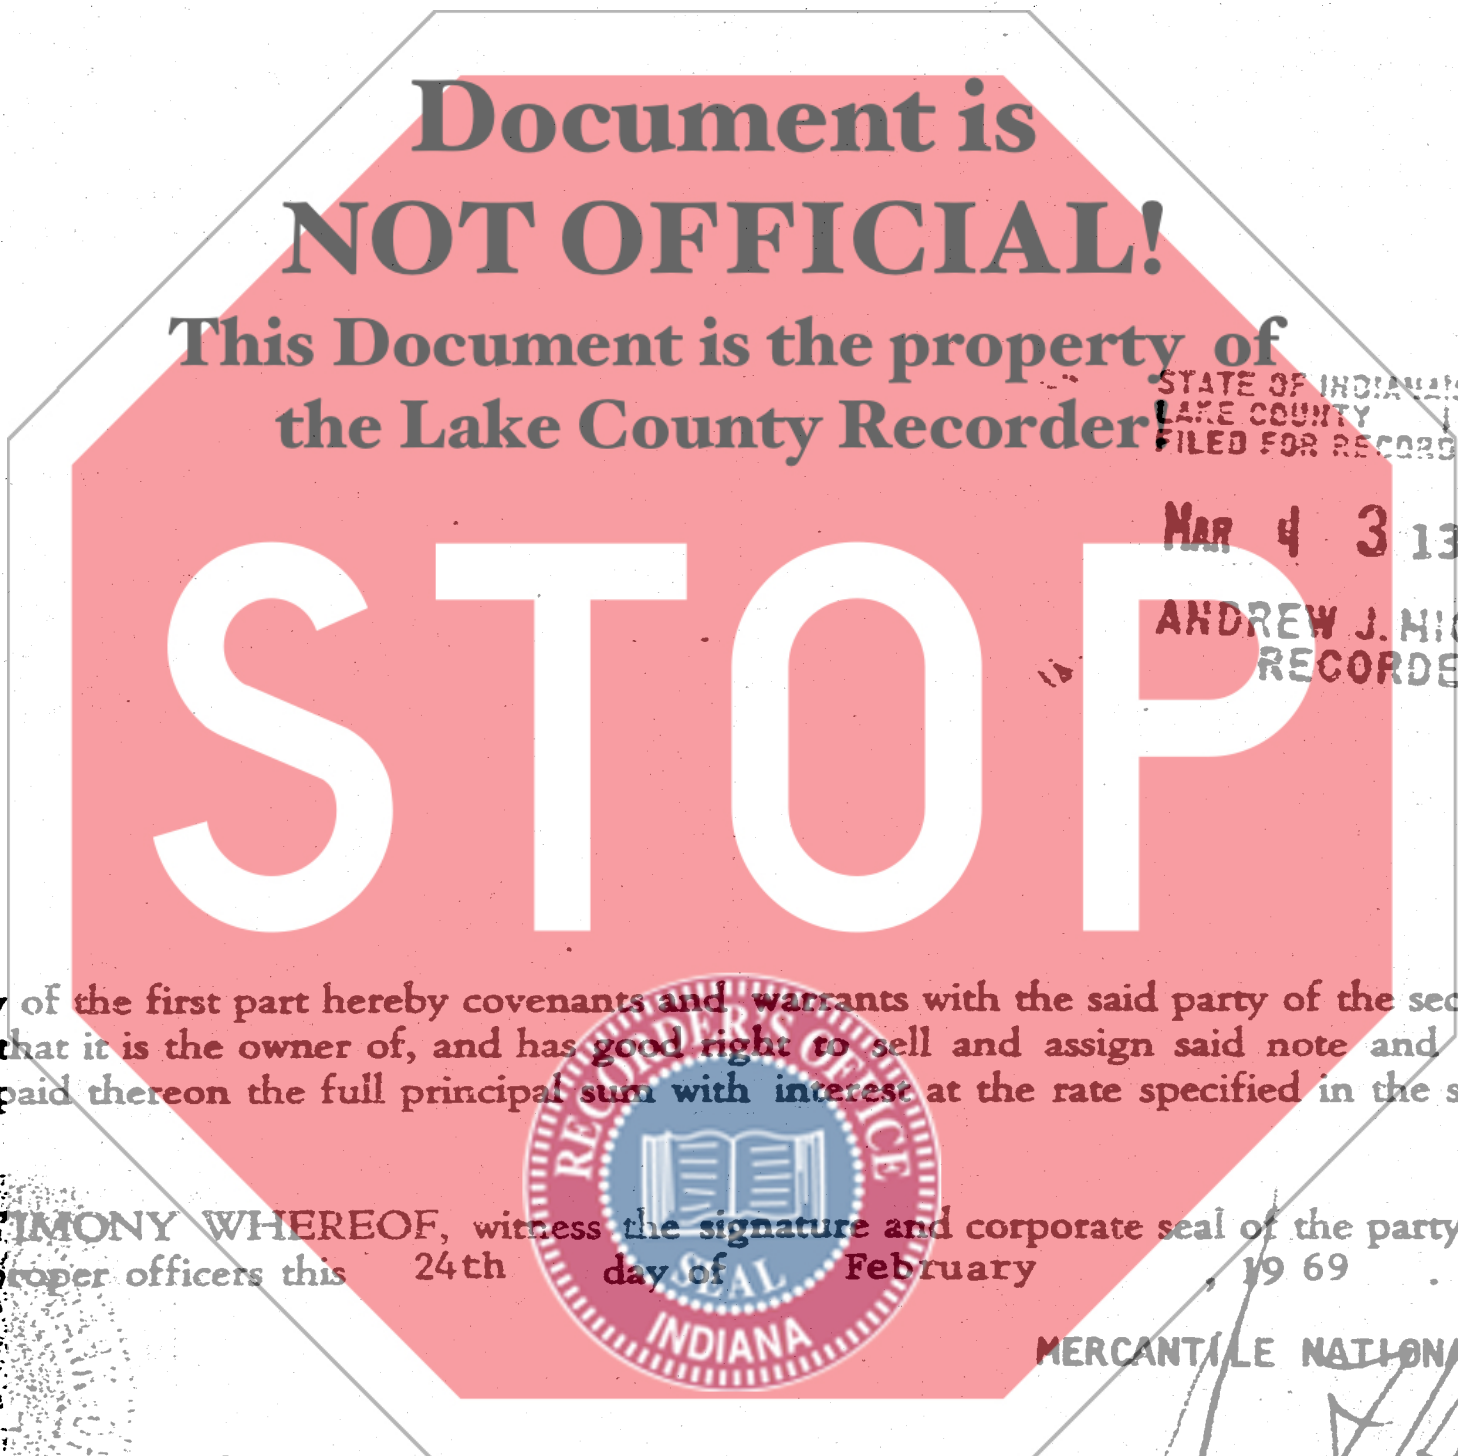 Document is
NOT OFFICIAL!
This Document is the property of
the Lake County Recorder!
STATE OF INDIANA
LAKE COUNTY
FILED FOR RECORD
MAR 4 3 13
ANDREW J.
STOP
of the first part hereby covenants and warrants with the said party of the
that it is the owner of, and has good right to sell and assign said note and
paid thereon the full principal sum with interest at the rate specified in the
RECORDER'S OFFICE
SEAL
INDIANA
WHEREOF, witness the signature and corporate seal of the party
officers this 24th day of February , 19 69 .
MERCANTILE